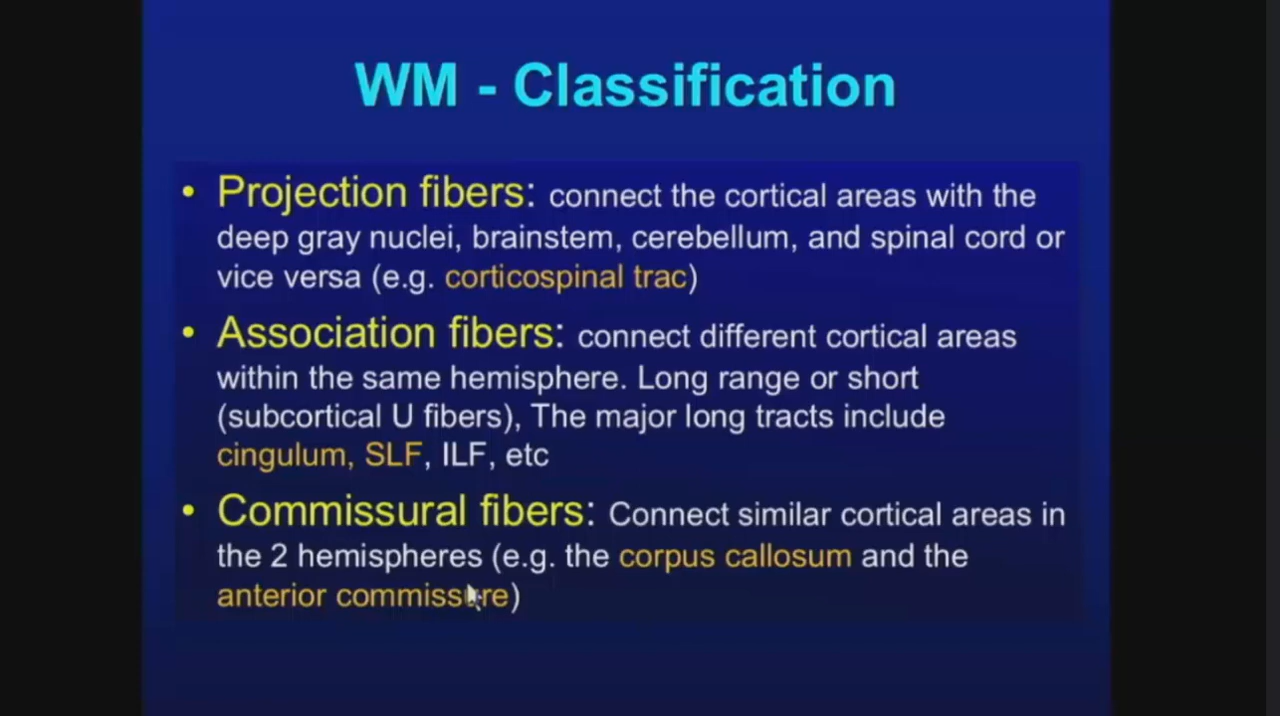 WM - Classification
• Projection fibers: connect the cortical areas with the
deep gray nuclei, brainstem, cerebellum, and spinal cord or
vice versa (e.g. corticospinal trac)
• Association fibers: connect different cortical areas
within the same hemisphere. Long range or short
(subcortical U fibers), The major long tracts include
cingulum, SLF, ILF, etc
• Commissural fibers: Connect similar cortical areas in
the 2 hemispheres (e.g. the corpus callosum and the
anterior commissure)